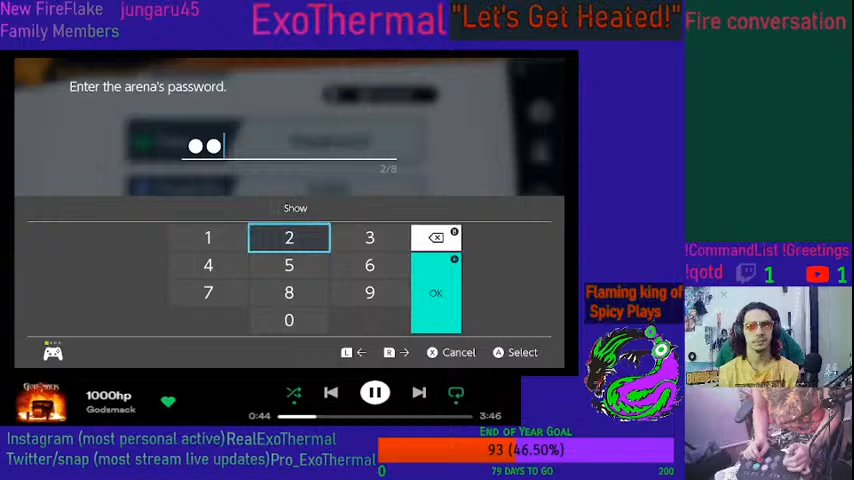 New FireFlake
Family Members
jungaru45
ExoThermal
"Let's Get Heated!"
Fire conversation
Enter the arena's password.
2/8
Show
1 2 3
4 5 6
7 8 9
0
OK
L R X Cancel A Select
!CommandList !Greetings
!qotd
1 1
Flaming king of
Spicy Plays
1000hp
Godsmack
0:44 3:46
Instagram (most personal active)RealExoThermal
Twitter/snap (most stream live updates)Pro_ExoThermal
End of Year Goal
93 (46.50%)
0 79 DAYS TO GO 200